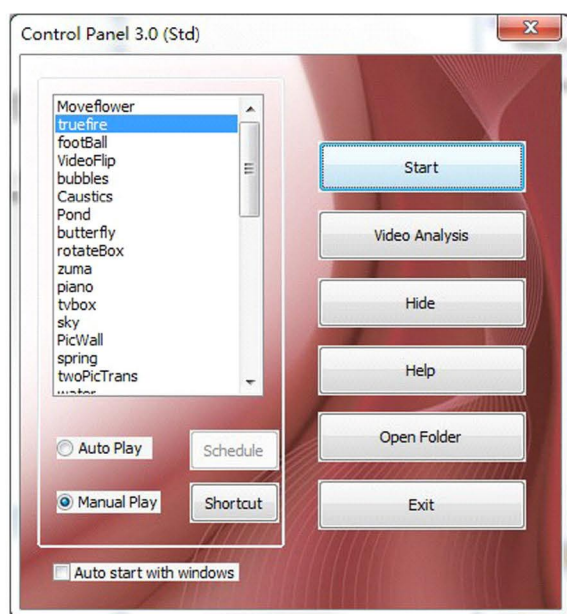 Control Panel 3.0 (Std)
Moveflower
truefire
footBall
VideoFlip
bubbles
Caustics
Pond
butterfly
rotateBox
zuma
piano
tvbox
sky
PicWall
spring
twoPicTrans
water
Auto Play
Schedule
Manual Play
Shortcut
Auto start with windows
Start
Video Analysis
Hide
Help
Open Folder
Exit